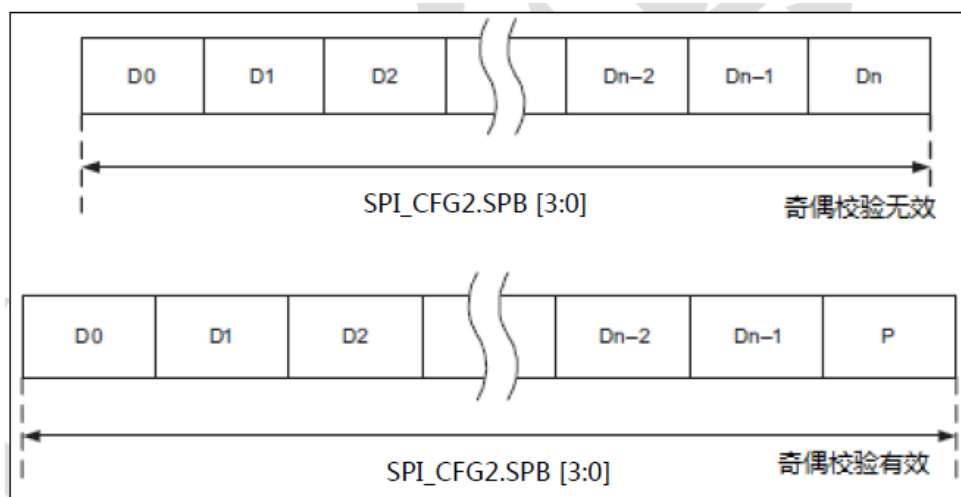 D0 D1 D2 Dn–2 Dn–1 Dn
SPI_CFG2.SPB [3:0] 奇偶校验无效
D0 D1 D2 Dn–2 Dn–1 P
SPI_CFG2.SPB [3:0] 奇偶校验有效